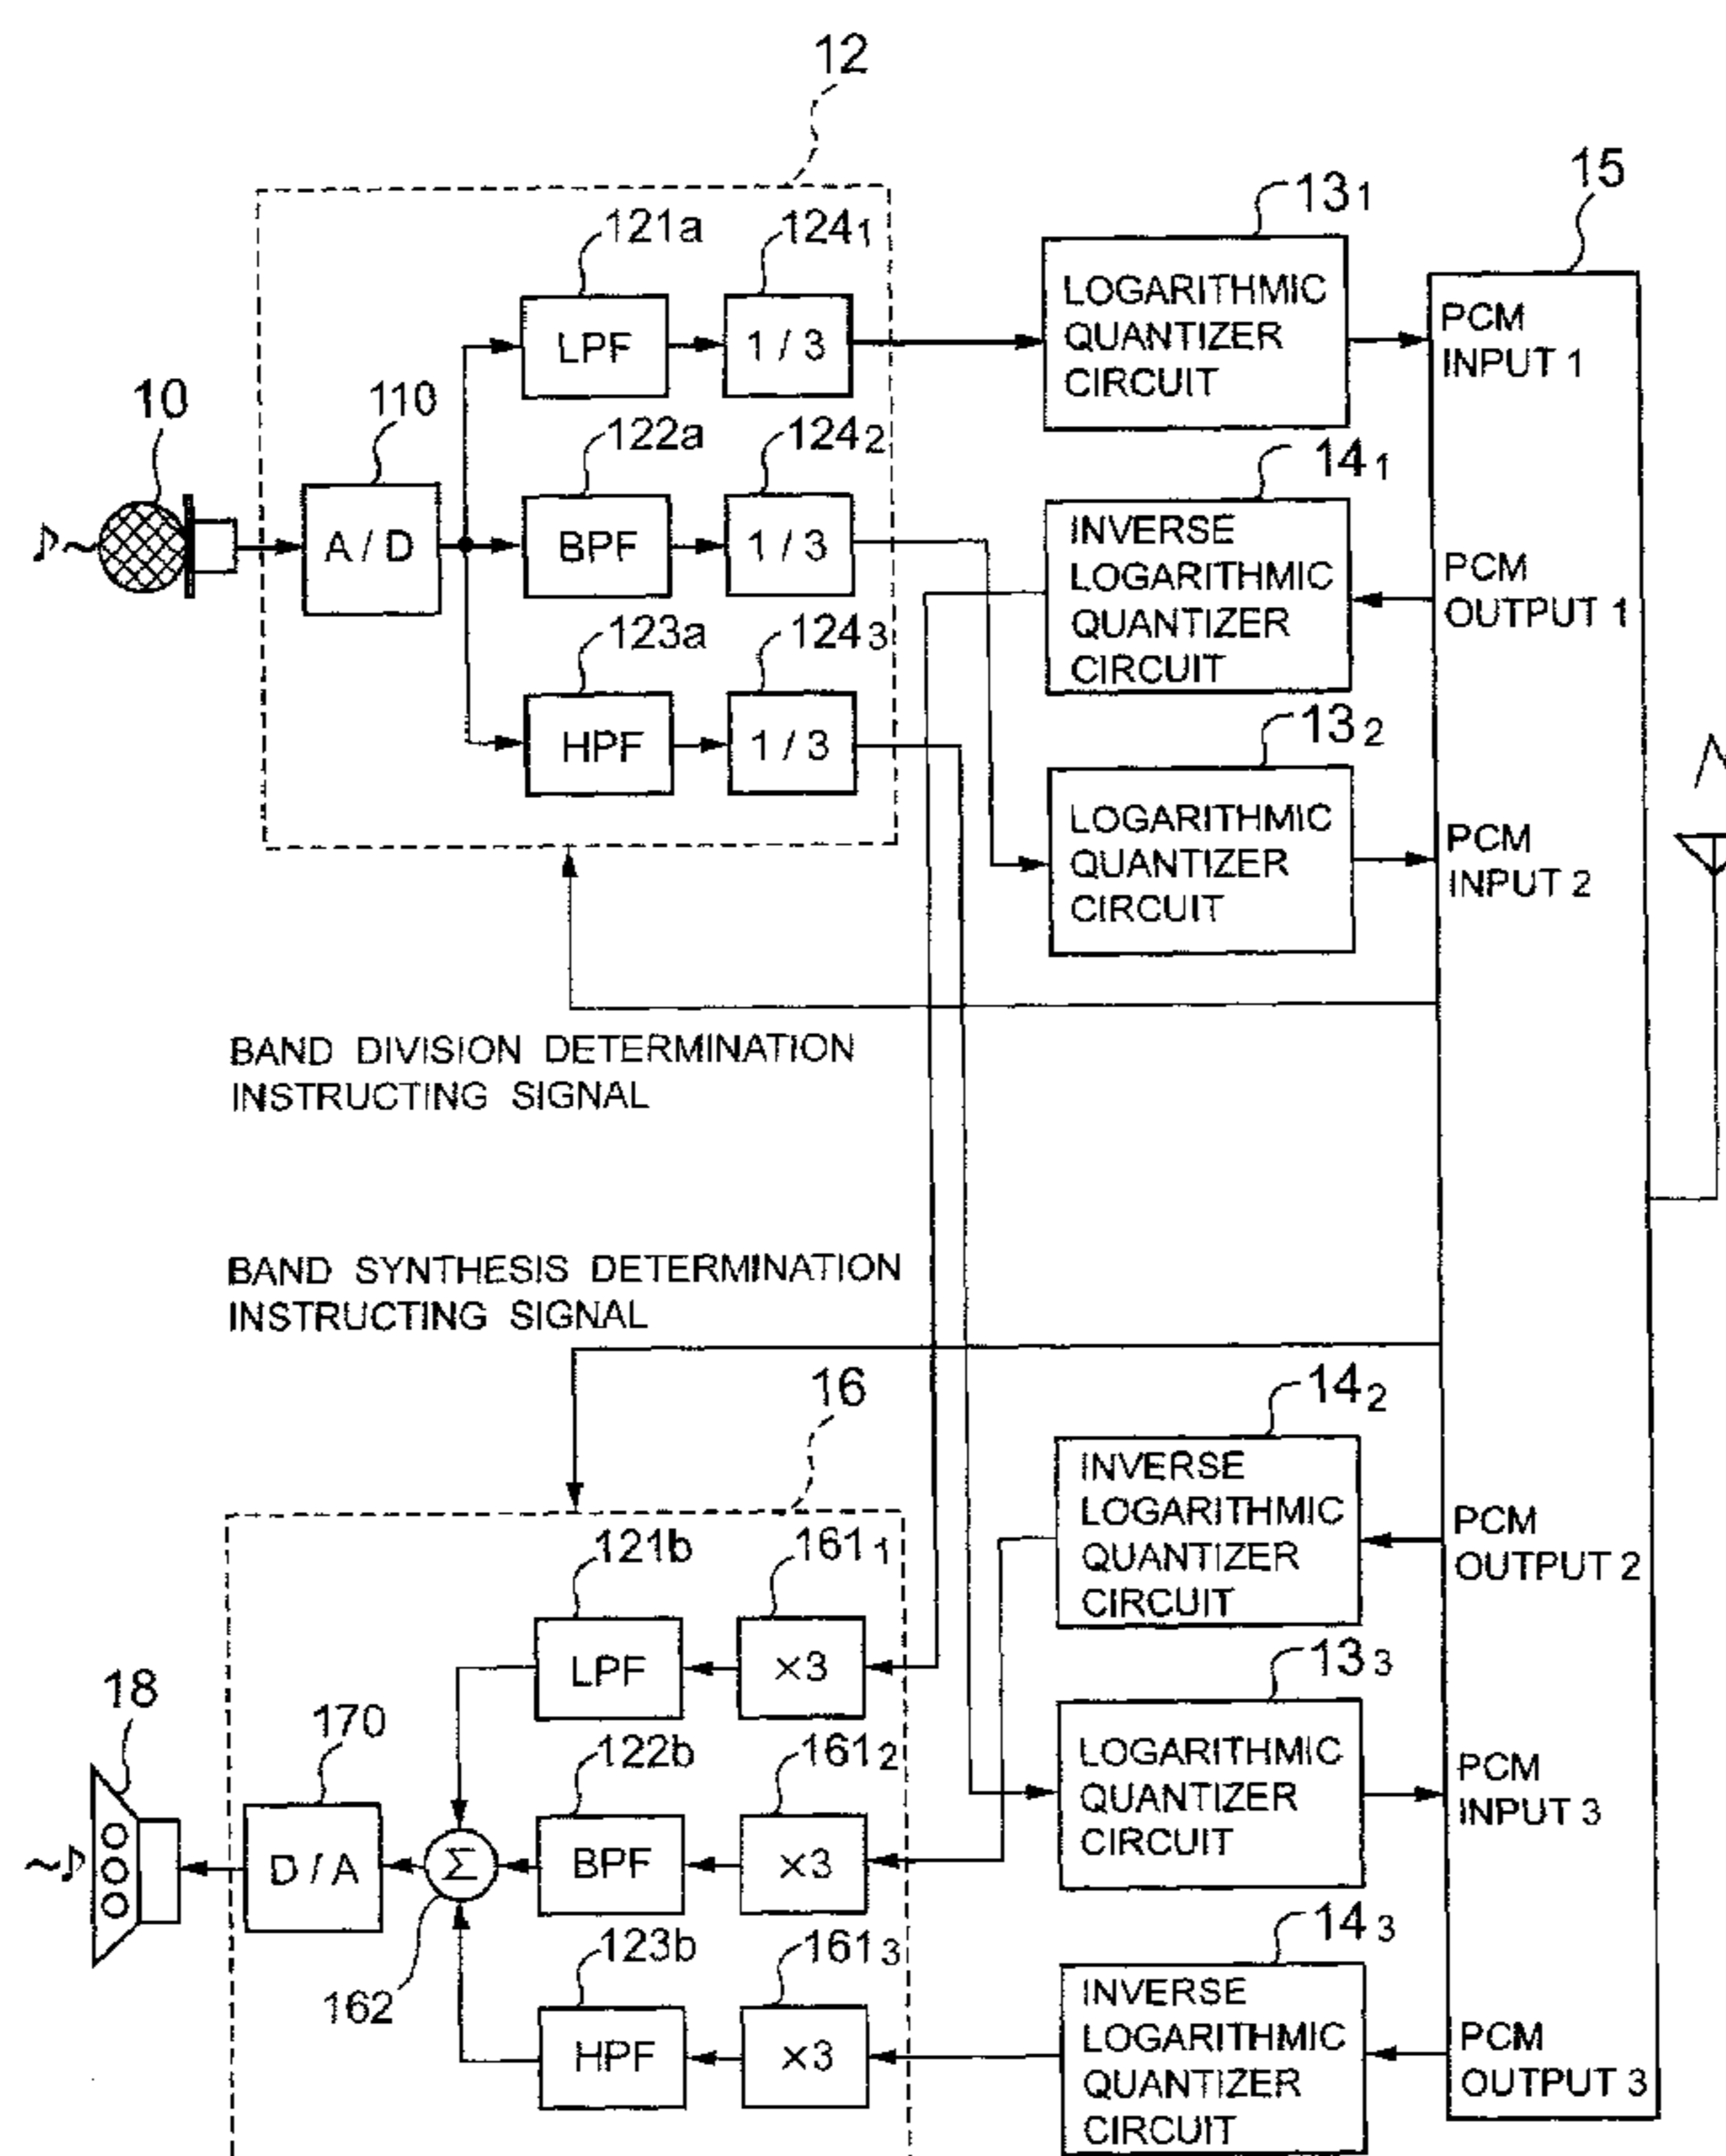 12
15
121a
124₁
13₁
LPF
1 / 3
LOGARITHMIC
QUANTIZER
CIRCUIT
PCM
INPUT 1
10
110
122a
124₂
14₁
A / D
BPF
1 / 3
INVERSE
LOGARITHMIC
QUANTIZER
CIRCUIT
PCM
OUTPUT 1
123a
124₃
13₂
HPF
1 / 3
LOGARITHMIC
QUANTIZER
CIRCUIT
PCM
INPUT 2
BAND DIVISION DETERMINATION
INSTRUCTING SIGNAL
BAND SYNTHESIS DETERMINATION
INSTRUCTING SIGNAL
16
14₂
121b
161₁
INVERSE
LOGARITHMIC
QUANTIZER
CIRCUIT
PCM
OUTPUT 2
LPF
×3
18
170
122b
161₂
13₃
D / A
Σ
BPF
×3
LOGARITHMIC
QUANTIZER
CIRCUIT
PCM
INPUT 3
162
123b
161₃
14₃
HPF
×3
INVERSE
LOGARITHMIC
QUANTIZER
CIRCUIT
PCM
OUTPUT 3